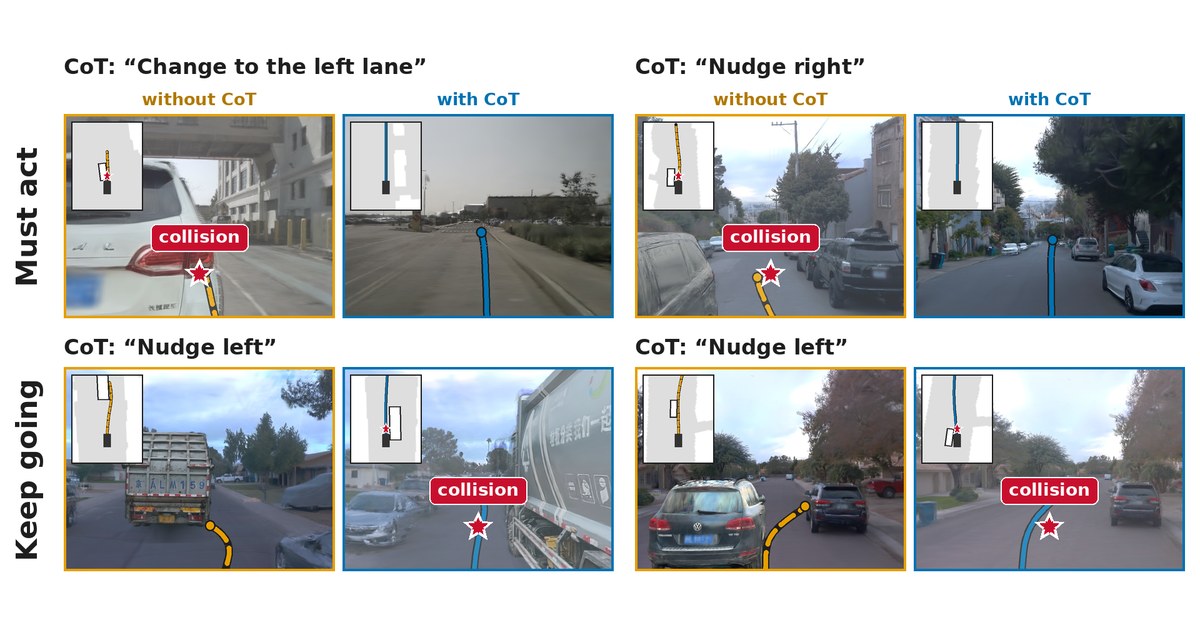 CoT: “Change to the left lane”
CoT: “Nudge right”
without CoT
with CoT
without CoT
with CoT
Must act
collision
collision
CoT: “Nudge left”
CoT: “Nudge left”
Keep going
collision
collision